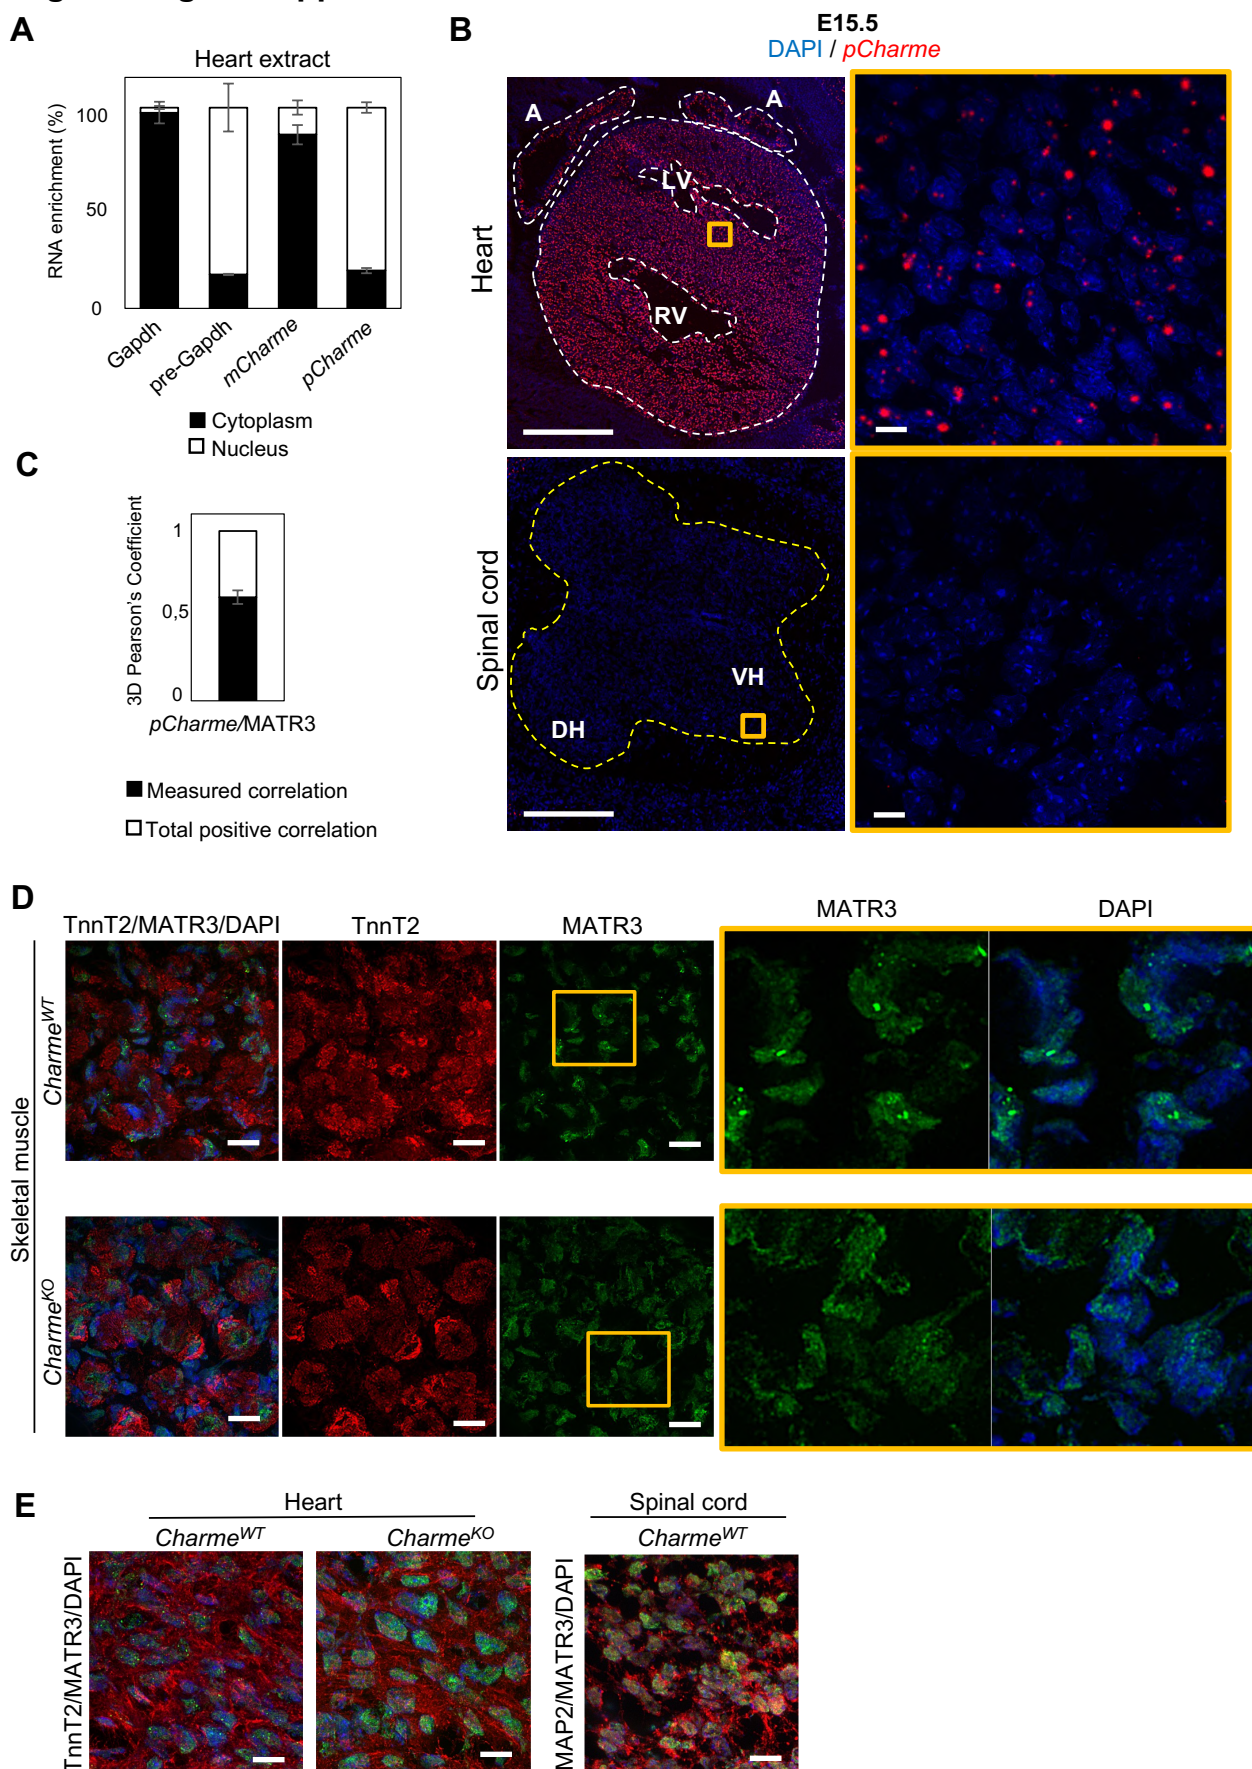 A
Heart extract
RNA enrichment (%)
100
50
0
Gapdh
pre-Gapdh
mCharme
pCharme
Cytoplasm
Nucleus
B
E15.5
DAPI / pCharme
Heart
A
A
LV
RV
Spinal cord
VH
DH
C
3D Pearson's Coefficient
1
0,5
0
pCharme/MATR3
Measured correlation
Total positive correlation
D
TnnT2/MATR3/DAPI
TnnT2
MATR3
MATR3
DAPI
Skeletal muscle
CharmeWT
CharmeKO
E
Heart
Spinal cord
CharmeWT
CharmeKO
CharmeWT
TnnT2/MATR3/DAPI
MAP2/MATR3/DAPI